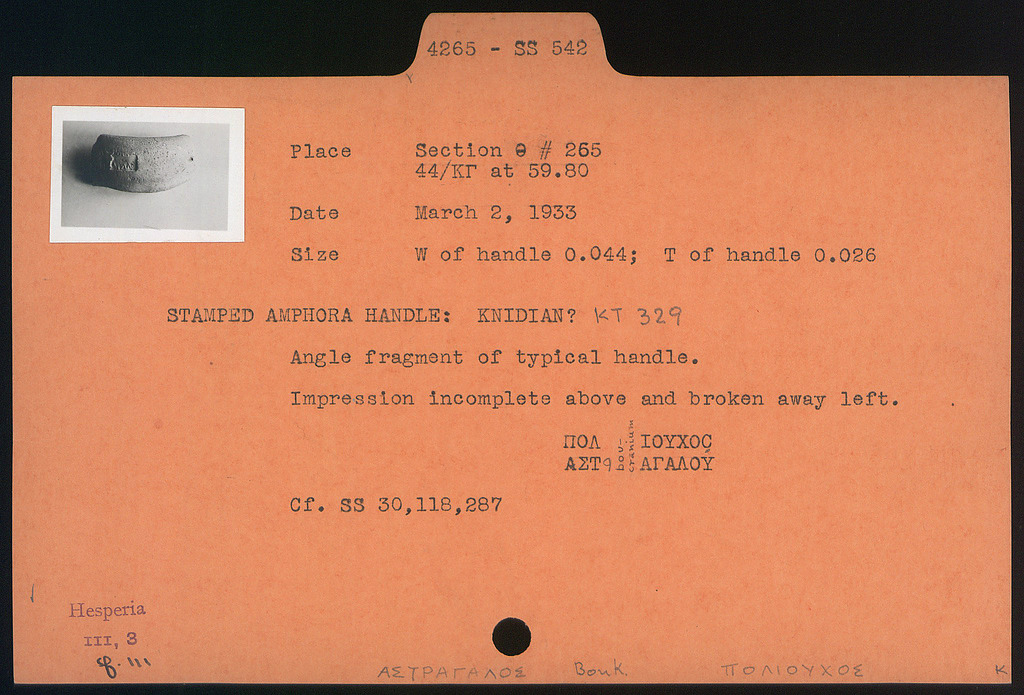 4265 - SS 542
Place Section Θ # 265
44/ΚΓ at 59.80
Date March 2, 1933
Size W of handle 0.044; T of handle 0.026
STAMPED AMPHORA HANDLE: KNIDIAN? KT 329
Angle fragment of typical handle.
Impression incomplete above and broken away left.
ΠΟΛ bou- ΙΟΥΧΟΣ
ΑΣΤ cranium ΑΓΑΛΟΥ
Cf. SS 30,118,287
Hesperia
III, 3
ΑΣΤΡΑΓΑΛΟΣ Bouk. ΠΟΛΙΟΥΧΟΣ K